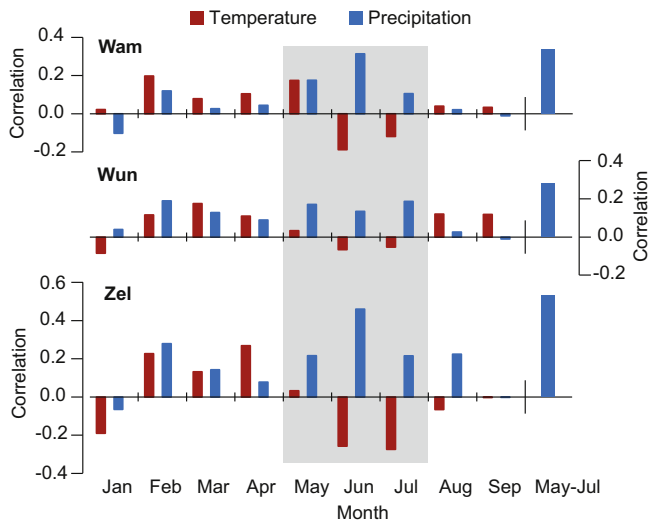 Temperature Precipitation
Wam
Correlation
0.4
0.2
0.0
-0.2
Wun
Correlation
0.4
0.2
0.0
-0.2
Zel
Correlation
0.6
0.4
0.2
0.0
-0.2
-0.4
Jan Feb Mar Apr May Jun Jul Aug Sep May-Jul
Month